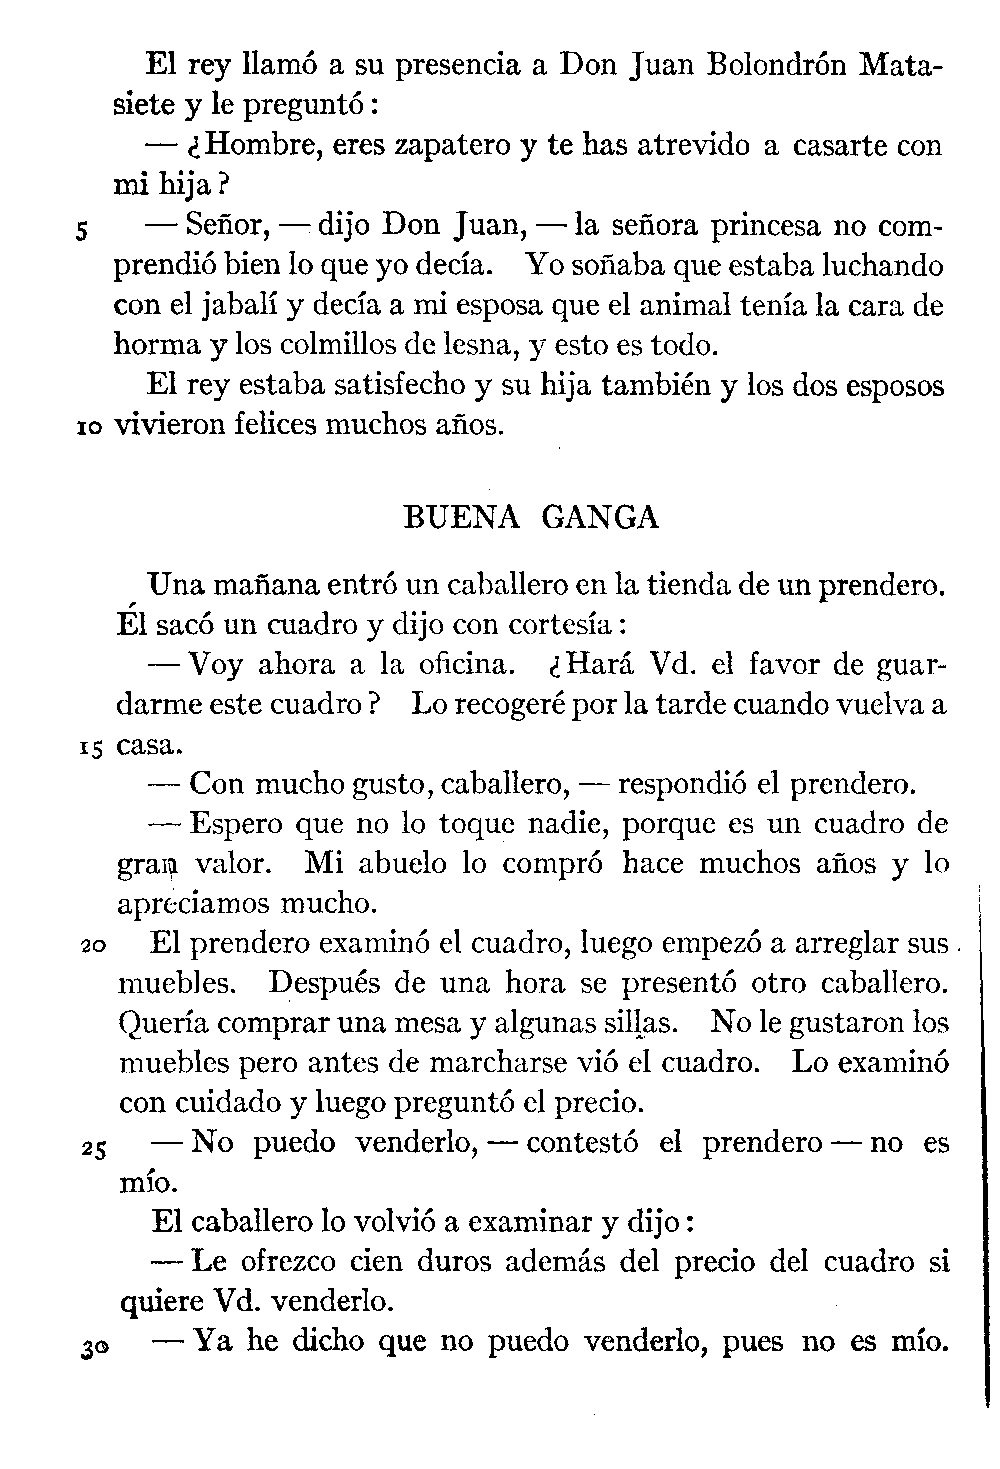 El rey llamó a su presencia a Don Juan Bolondrón Mata-
siete y le preguntó :
— ¿Hombre, eres zapatero y te has atrevido a casarte con
mi hija ?
5 — Señor, — dijo Don Juan, — la señora princesa no com-
prendió bien lo que yo decía. Yo soñaba que estaba luchando
con el jabalí y decía a mi esposa que el animal tenía la cara de
horma y los colmillos de lesna, y esto es todo.
El rey estaba satisfecho y su hija también y los dos esposos
10 vivieron felices muchos años.
BUENA GANGA
Una mañana entró un caballero en la tienda de un prendero.
Él sacó un cuadro y dijo con cortesía :
— Voy ahora a la oficina. ¿Hará Vd. el favor de guar-
darme este cuadro ? Lo recogeré por la tarde cuando vuelva a
15 casa.
— Con mucho gusto, caballero, — respondió el prendero.
— Espero que no lo toque nadie, porque es un cuadro de
gran valor. Mi abuelo lo compró hace muchos años y lo
apreciamos mucho.
20 El prendero examinó el cuadro, luego empezó a arreglar sus
muebles. Después de una hora se presentó otro caballero.
Quería comprar una mesa y algunas sillas. No le gustaron los
muebles pero antes de marcharse vió el cuadro. Lo examinó
con cuidado y luego preguntó el precio.
25 — No puedo venderlo, — contestó el prendero — no es
mío.
El caballero lo volvió a examinar y dijo :
— Le ofrezco cien duros además del precio del cuadro si
quiere Vd. venderlo.
30 — Ya he dicho que no puedo venderlo, pues no es mío.